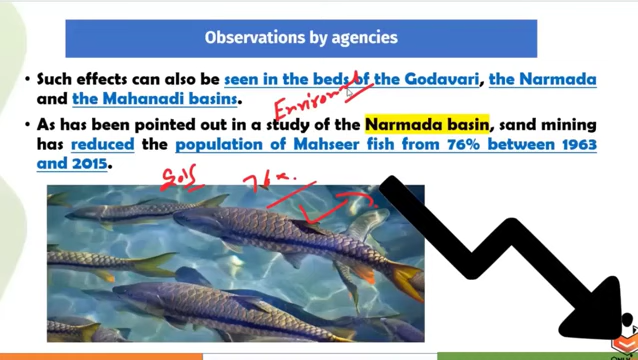 Observations by agencies
• Such effects can also be seen in the beds of the Godavari, the Narmada
and the Mahanadi basins.
• As has been pointed out in a study of the Narmada basin, sand mining
has reduced the population of Mahseer fish from 76% between 1963
and 2015.